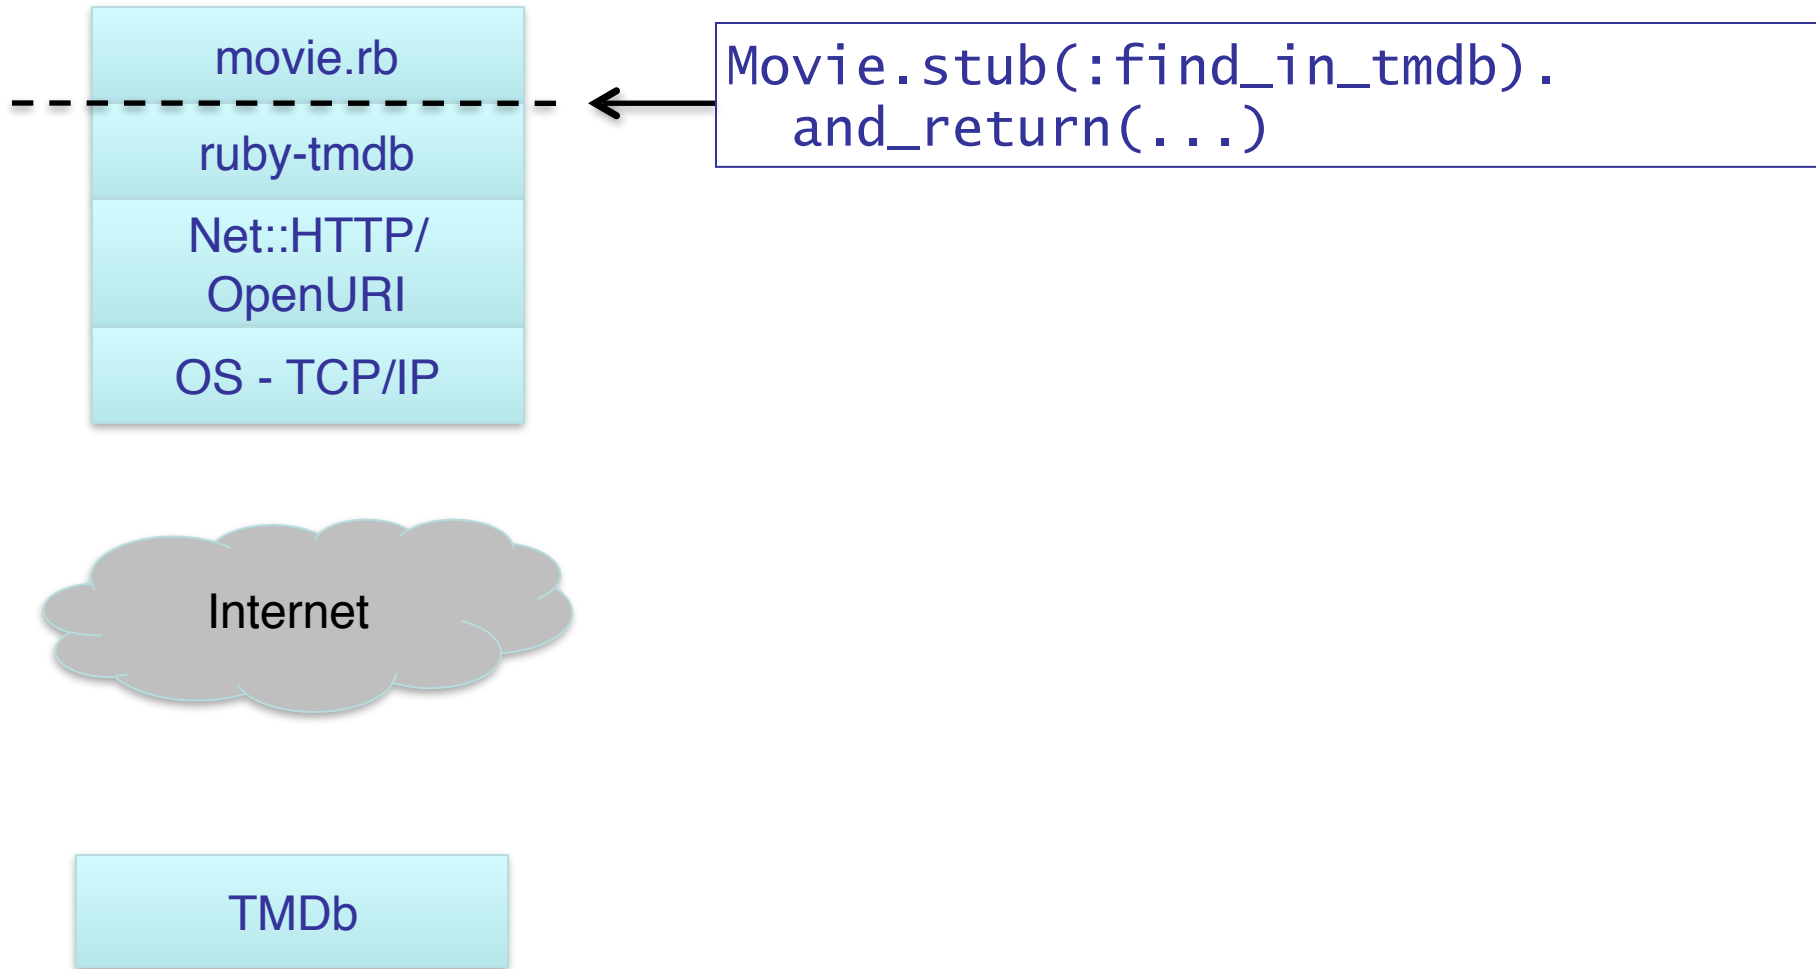 movie.rb
Movie.stub(:find_in_tmdb).
and_return(...)
ruby-tmdb
Net::HTTP/
OpenURI
OS - TCP/IP
Internet
TMDb